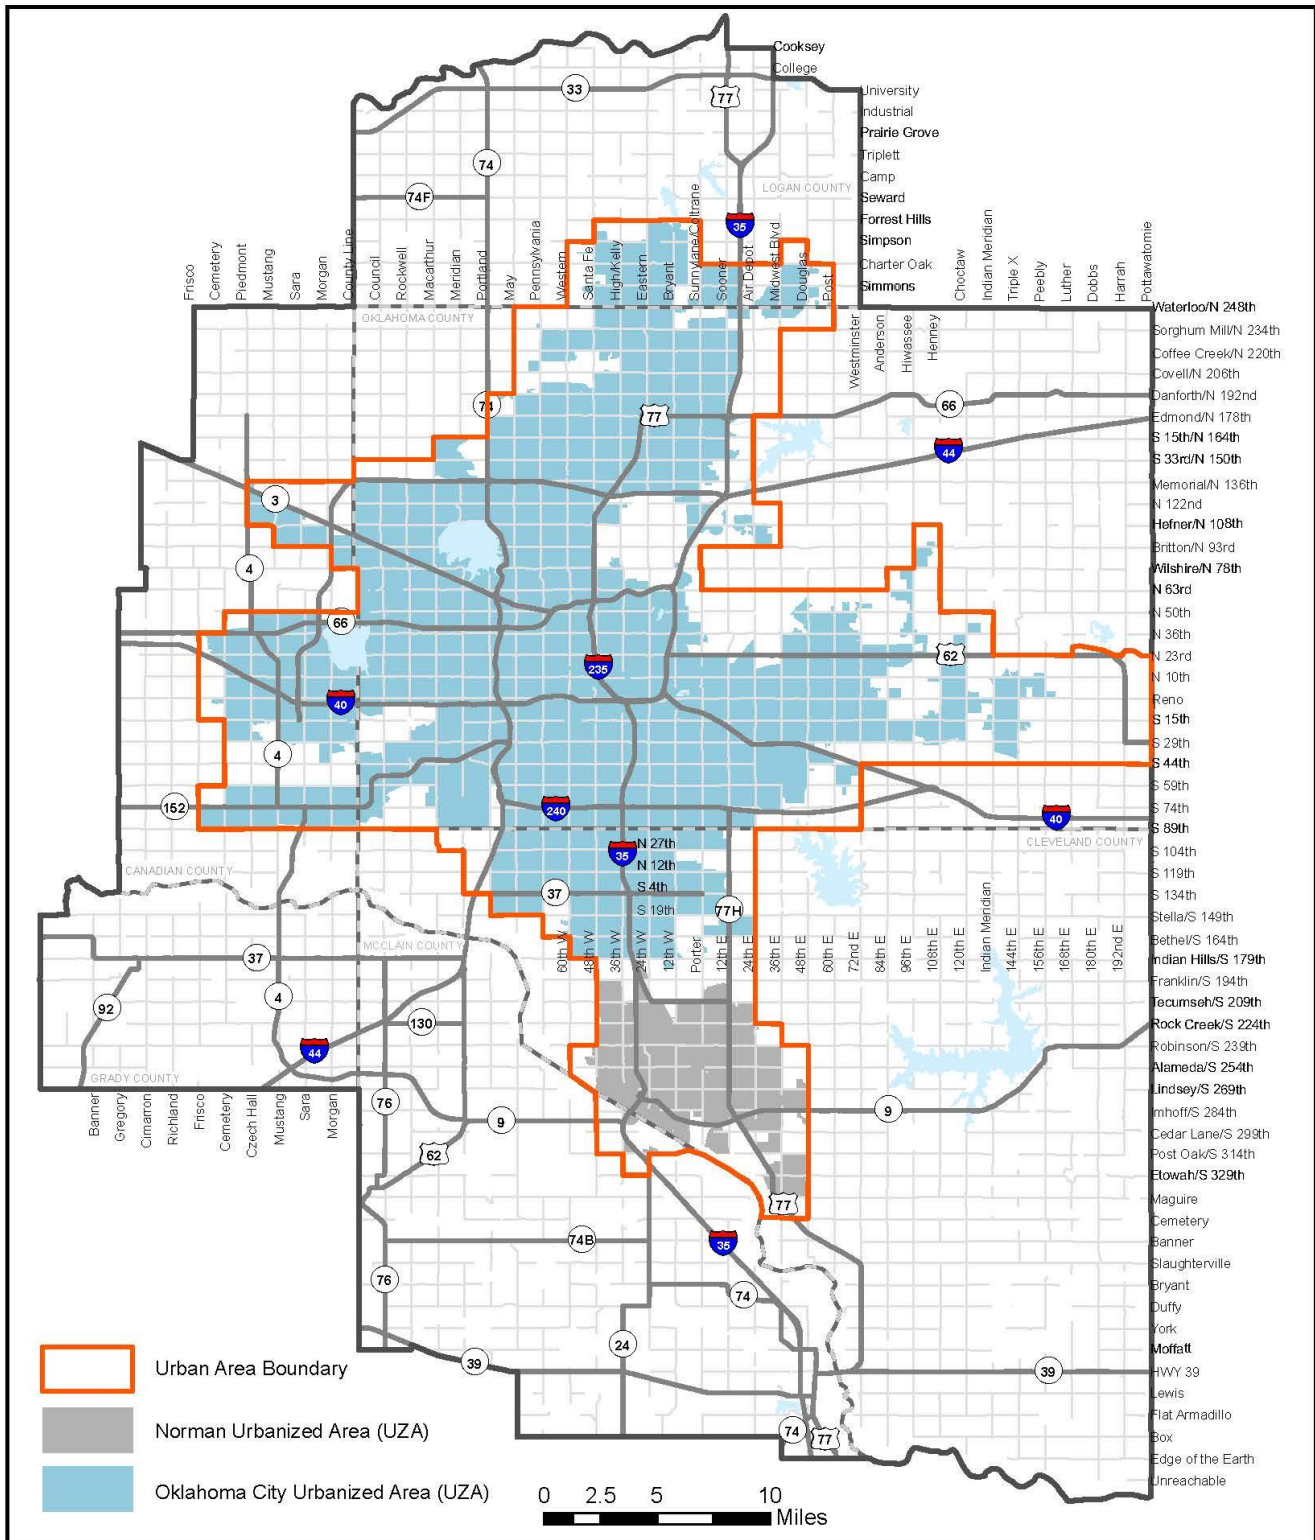 Cooksey
College
University
Industrial
Prairie Grove
Triplett
Camp
Seward
Forrest Hills
Simpson
Charter Oak
Simmons
33
77
74
74F
35
LOGAN COUNTY
Frisco
Cemetery
Piedmont
Mustang
Sara
Morgan
County Line
Council
Rockwell
Macarthur
Meridian
Portland
May
Pennsylvania
Western
Santa Fe
High/Kelly
Eastern
Bryant
Sunnylane/Coltrane
Sooner
Air Depot
Midwest Blvd
Douglas
Post
Westminster
Anderson
Hiwassee
Henney
Choctaw
Indian Meridian
Triple X
Peebly
Luther
Dobbs
Harrah
Pottawatomie
OKLAHOMA COUNTY
Waterloo/N 248th
Sorghum Mill/N 234th
Coffee Creek/N 220th
Covell/N 206th
Danforth/N 192nd
Edmond/N 178th
S 15th/N 164th
S 33rd/N 150th
Memorial/N 136th
N 122nd
Hefner/N 108th
Britton/N 93rd
Wilshire/N 78th
N 63rd
N 50th
N 36th
N 23rd
N 10th
Reno
S 15th
S 29th
S 44th
S 59th
S 74th
S 89th
S 104th
S 119th
S 134th
Stella/S 149th
Bethel/S 164th
Indian Hills/S 179th
Franklin/S 194th
Tecumseh/S 209th
Rock Creek/S 224th
Robinson/S 239th
Alameda/S 254th
Lindsey/S 269th
Imhoff/S 284th
Cedar Lane/S 299th
Post Oak/S 314th
Etowah/S 329th
Maguire
Cemetery
Banner
Slaughterville
Bryant
Duffy
York
Moffatt
HWY 39
Lewis
Flat Armadillo
Box
Edge of the Earth
Unreachable
74
77
66
44
3
4
66
235
62
40
4
152
240
40
CLEVELAND COUNTY
CANADIAN COUNTY
35
N 27th
N 12th
S 4th
S 19th
37
77H
MCCLAIN COUNTY
60th W
48th W
36th W
24th W
12th W
Porter
12th E
24th E
36th E
48th E
60th E
72nd E
84th E
96th E
108th E
120th E
Indian Meridian
144th E
156th E
168th E
180th E
192nd E
37
4
92
130
44
GRADY COUNTY
Banner
Gregory
Cimarron
Richland
Frisco
Cemetery
Czech Hall
Mustang
Sara
Morgan
76
9
9
62
77
74B
35
76
74
24
39
39
74
77
Urban Area Boundary
Norman Urbanized Area (UZA)
Oklahoma City Urbanized Area (UZA)
0 2.5 5 10
Miles